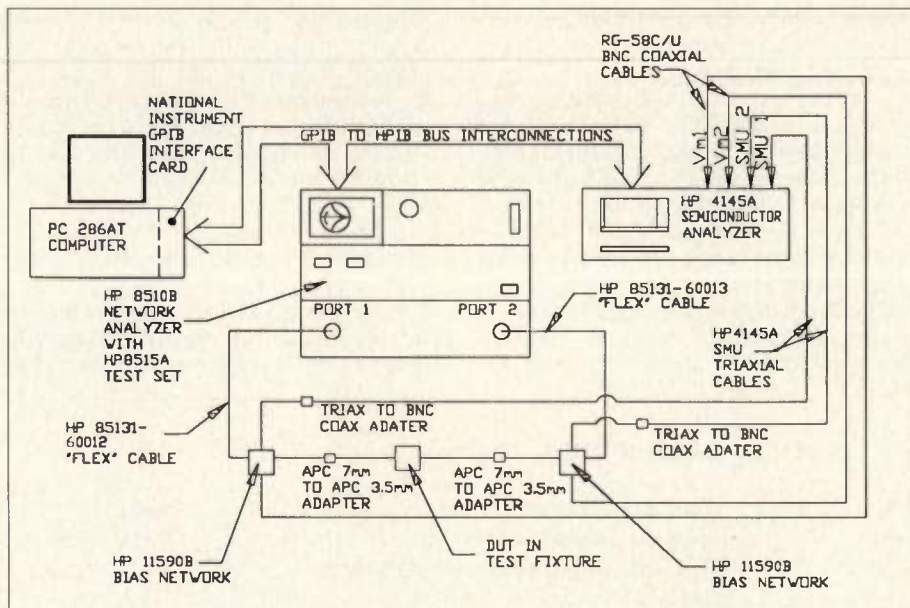 RG-58C/U
BNC COAXIAL
CABLES
NATIONAL
INSTRUMENT
GPIB
INTERFACE
CARD
GPIB TO HPIB BUS INTERCONNECTIONS
Vm1
Vm2
SMU 2
SMU 1
PC 286AT
COMPUTER
HP 4145A
SEMICONDUCTOR
ANALYZER
HP 8510B
NETWORK
ANALYZER
WITH
HP8515A
TEST SET
PORT 1
PORT 2
HP 85131-60013
"FLEX" CABLE
HP4145A
SMU
TRIAXIAL
CABLES
HP 85131-
60012
"FLEX" CABLE
TRIAX TO BNC
COAX ADATER
TRIAX TO BNC
COAX ADATER
APC 7mm
TO APC 3.5mm
ADAPTER
APC 7mm
TO APC 3.5mm
ADAPTER
HP 11590B
BIAS NETWORK
DUT IN
TEST FIXTURE
HP 11590B
BIAS NETWORK